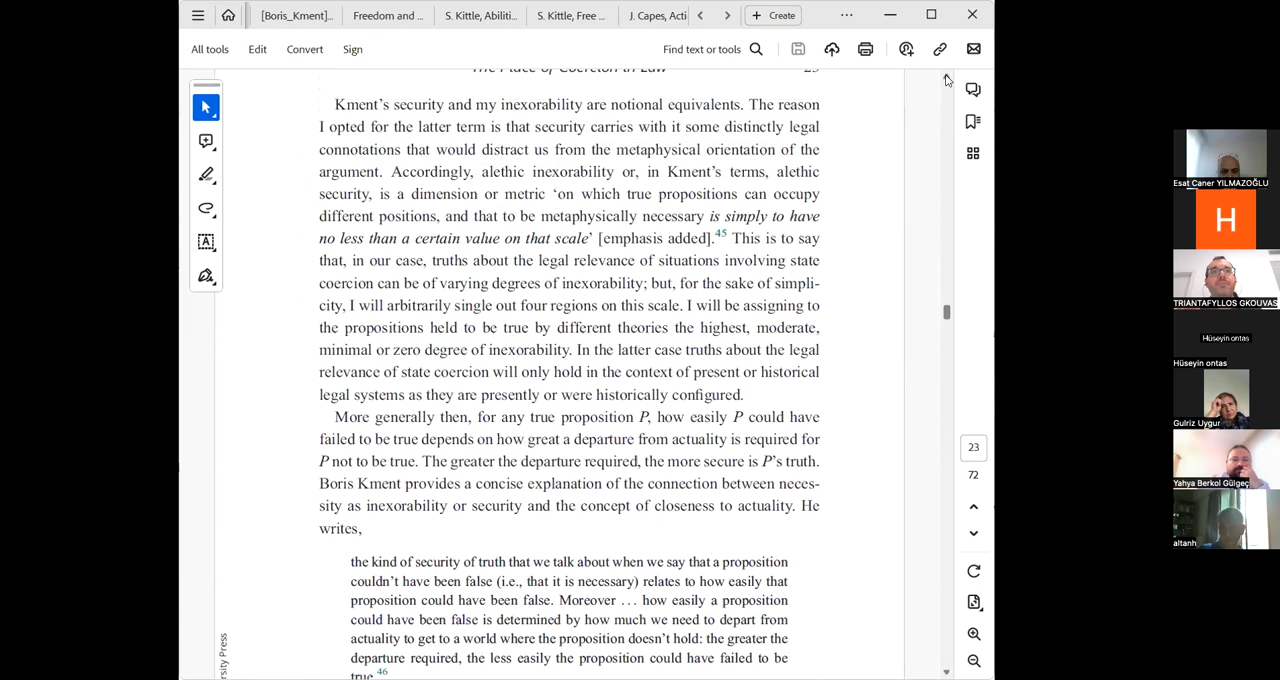 [Boris_Kment]... Freedom and ... S. Kittle, Abiliti... S. Kittle, Free ... J. Capes, Acti Create
All tools Edit Convert Sign Find text or tools
The Place of Coercion in Law 23
Kment's security and my inexorability are notional equivalents. The reason
I opted for the latter term is that security carries with it some distinctly legal
connotations that would distract us from the metaphysical orientation of the
argument. Accordingly, alethic inexorability or, in Kment's terms, alethic
security, is a dimension or metric 'on which true propositions can occupy
different positions, and that to be metaphysically necessary is simply to have
no less than a certain value on that scale' [emphasis added].45 This is to say
that, in our case, truths about the legal relevance of situations involving state
coercion can be of varying degrees of inexorability; but, for the sake of simpli-
city, I will arbitrarily single out four regions on this scale. I will be assigning to
the propositions held to be true by different theories the highest, moderate,
minimal or zero degree of inexorability. In the latter case truths about the legal
relevance of state coercion will only hold in the context of present or historical
legal systems as they are presently or were historically configured.
More generally then, for any true proposition P, how easily P could have
failed to be true depends on how great a departure from actuality is required for
P not to be true. The greater the departure required, the more secure is P's truth.
Boris Kment provides a concise explanation of the connection between neces-
sity as inexorability or security and the concept of closeness to actuality. He
writes,
the kind of security of truth that we talk about when we say that a proposition
couldn't have been false (i.e., that it is necessary) relates to how easily that
proposition could have been false. Moreover … how easily a proposition
could have been false is determined by how much we need to depart from
actuality to get to a world where the proposition doesn't hold: the greater the
departure required, the less easily the proposition could have failed to be
true.46
rsity Press
23
72
Esat Caner YILMAZOĞLU
H
TRIANTAFYLLOS GKOUVAS
Hüseyin ontas
Hüseyin ontas
Gulriz Uygur
Yahya Berkol Gülgeç
altanh